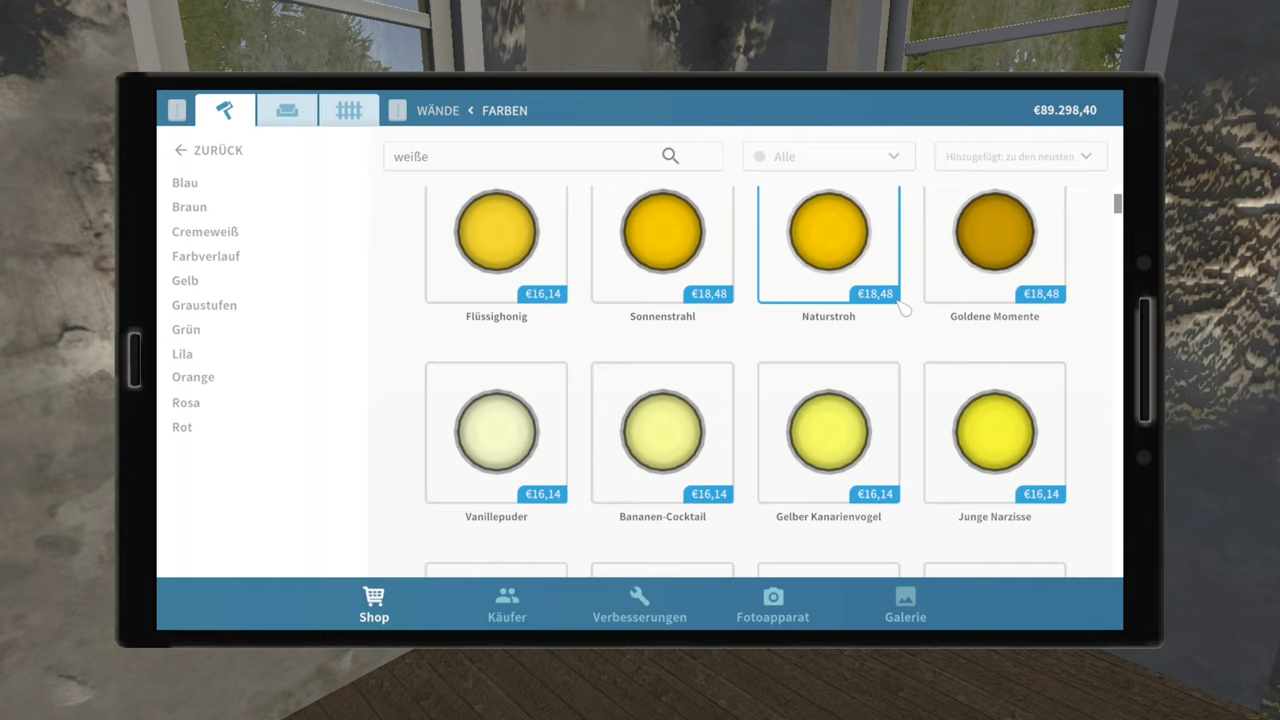 WÄNDE < FARBEN
€89.298,40
ZURÜCK
weiße
Alle
Hinzugefügt: zu den neusten
Blau
Braun
Cremeweiß
Farbverlauf
Gelb
Graustufen
Grün
Lila
Orange
Rosa
Rot
€16,14
€18,48
€18,48
€18,48
Flüssighonig
Sonnenstrahl
Naturstroh
Goldene Momente
€16,14
€16,14
€16,14
€16,14
Vanillepuder
Bananen-Cocktail
Gelber Kanarienvogel
Junge Narzisse
Shop
Käufer
Verbesserungen
Fotoapparat
Galerie